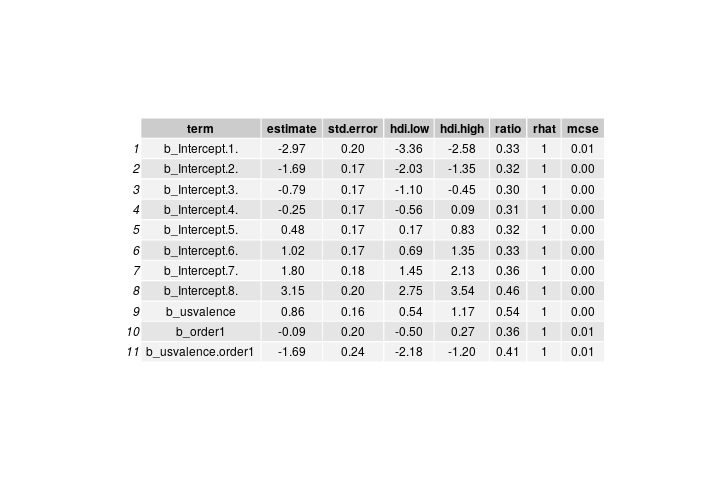 term estimate std.error hdi.low hdi.high ratio rhat mcse
1 b_Intercept.1. -2.97 0.20 -3.36 -2.58 0.33 1 0.01
2 b_Intercept.2. -1.69 0.17 -2.03 -1.35 0.32 1 0.00
3 b_Intercept.3. -0.79 0.17 -1.10 -0.45 0.30 1 0.00
4 b_Intercept.4. -0.25 0.17 -0.56 0.09 0.31 1 0.00
5 b_Intercept.5. 0.48 0.17 0.17 0.83 0.32 1 0.00
6 b_Intercept.6. 1.02 0.17 0.69 1.35 0.33 1 0.00
7 b_Intercept.7. 1.80 0.18 1.45 2.13 0.36 1 0.00
8 b_Intercept.8. 3.15 0.20 2.75 3.54 0.46 1 0.00
9 b_usvalence 0.86 0.16 0.54 1.17 0.54 1 0.00
10 b_order1 -0.09 0.20 -0.50 0.27 0.36 1 0.01
11 b_usvalence.order1 -1.69 0.24 -2.18 -1.20 0.41 1 0.01